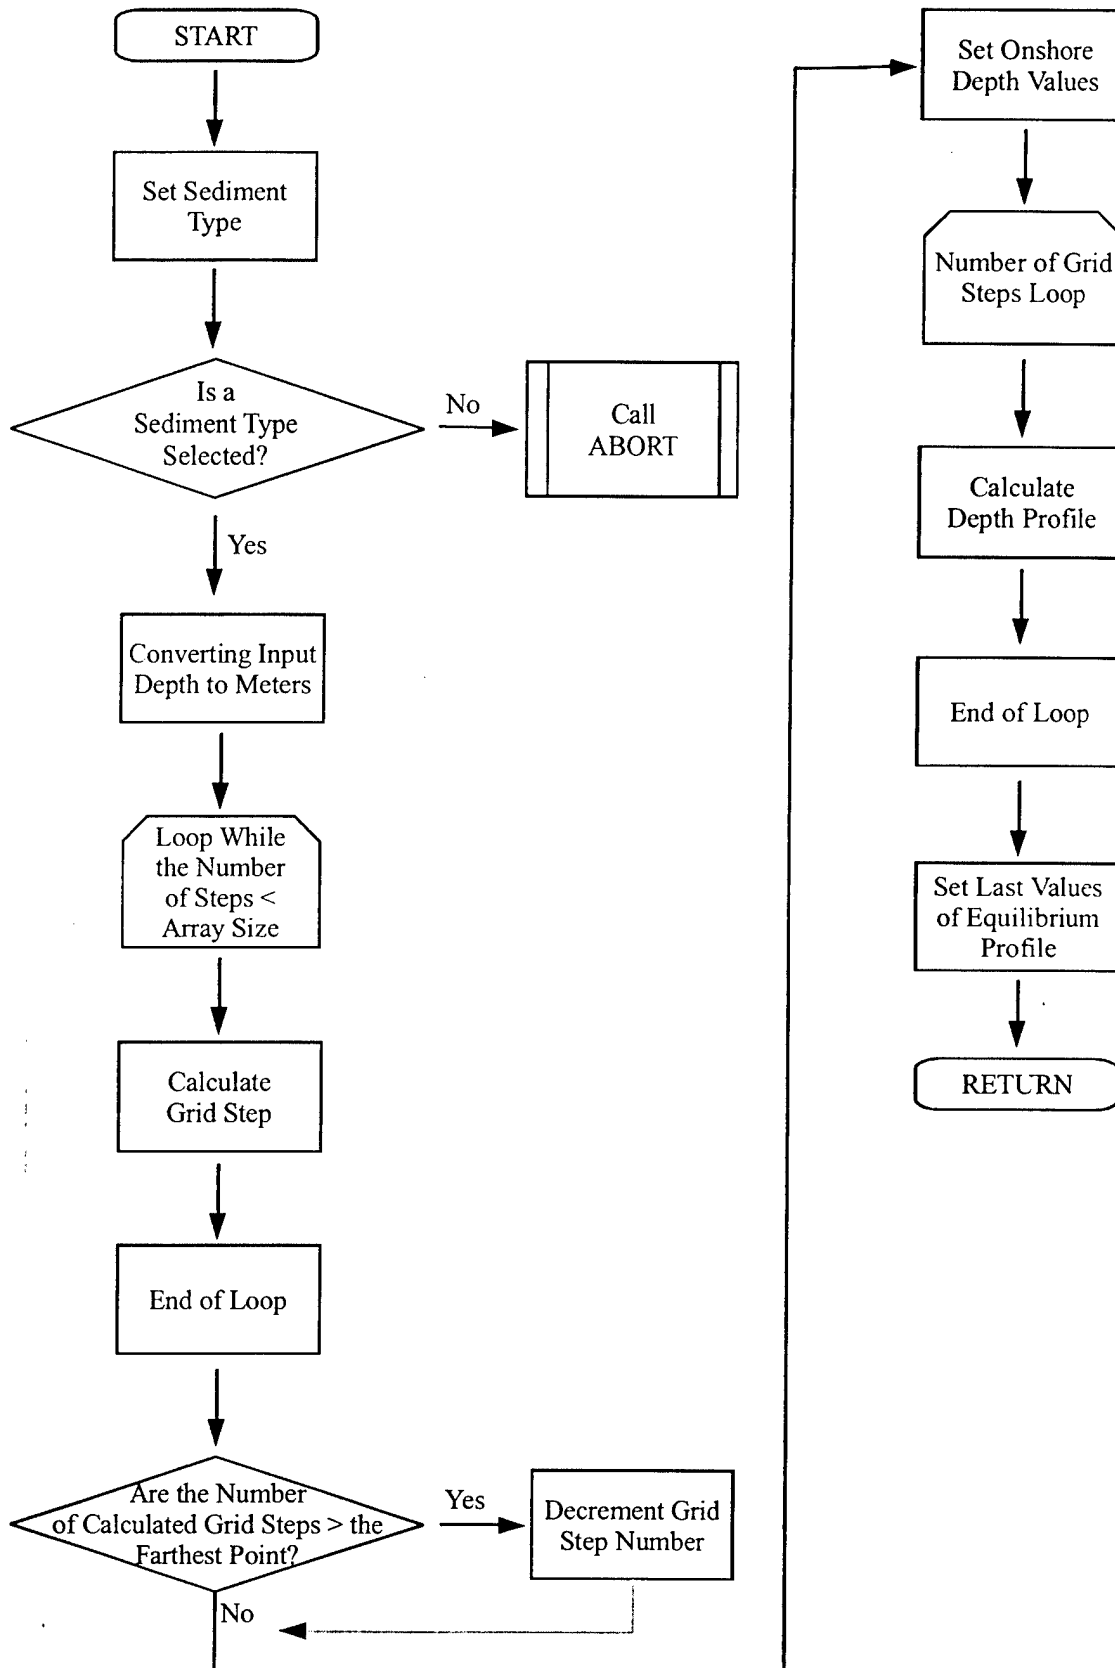 START
Set Sediment
Type
Is a
Sediment Type
Selected?
No
Call
ABORT
Yes
Converting Input
Depth to Meters
Loop While
the Number
of Steps <
Array Size
Calculate
Grid Step
End of Loop
Are the Number
of Calculated Grid Steps > the
Farthest Point?
Yes
Decrement Grid
Step Number
No
Set Onshore
Depth Values
Number of Grid
Steps Loop
Calculate
Depth Profile
End of Loop
Set Last Values
of Equilibrium
Profile
RETURN